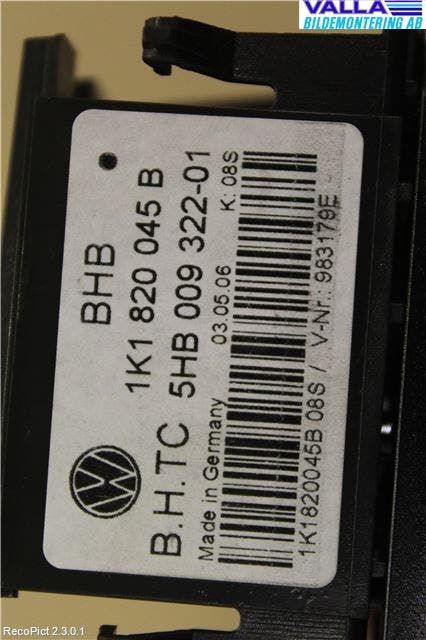 VALLA
BILDEMONTERING AB
BHB
1K1 820 045 B
B.H.TC 5HB 009 322-01
Made in Germany 03.05.06 K: 08S
1K1820045B 08S / V-Nr.: 983179E
RecoPict 2.3.0.1